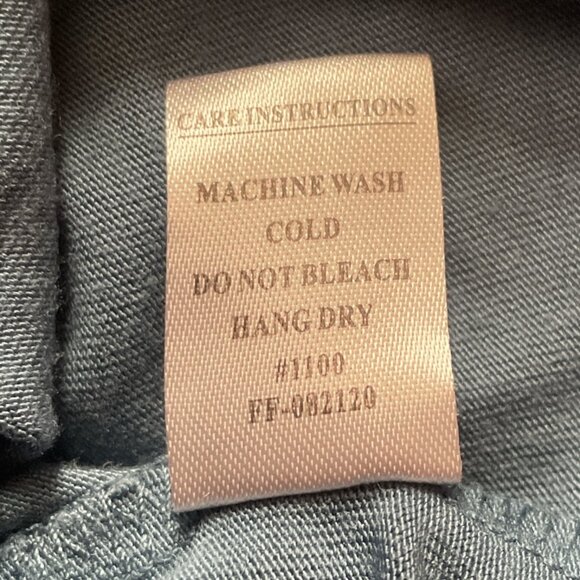 CARE INSTRUCTIONS
MACHINE WASH
COLD
DO NOT BLEACH
HANG DRY
#1100
FF-082120